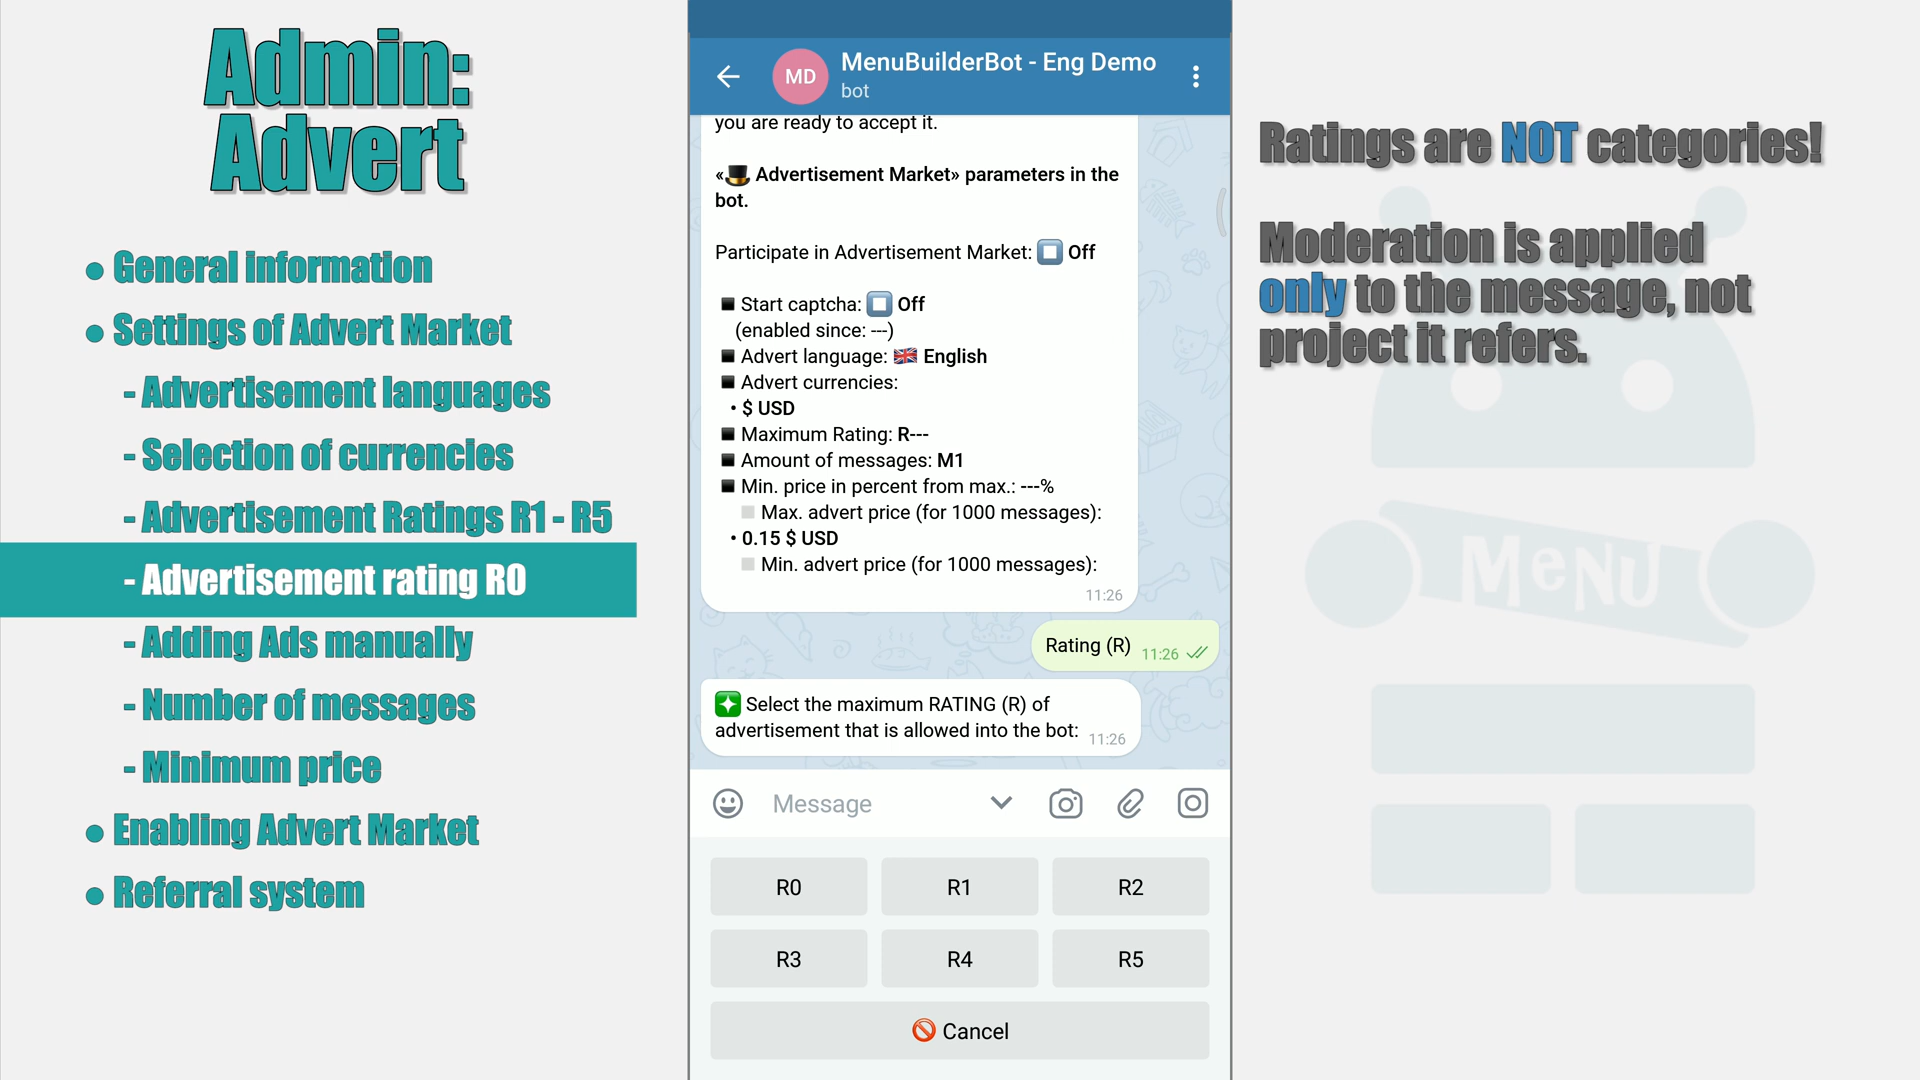 Admin:
Advert
● General information
● Settings of Advert Market
- Advertisement languages
- Selection of currencies
- Advertisement Ratings R1 - R5
- Advertisement rating R0
- Adding Ads manually
- Number of messages
- Minimum price
● Enabling Advert Market
● Referral system
MD
MenuBuilderBot - Eng Demo
bot
you are ready to accept it.
«🎩 Advertisement Market» parameters in the
bot.
Participate in Advertisement Market: Off
◾ Start captcha: Off
(enabled since: ---)
◾ Advert language: 🇬🇧 English
◾ Advert currencies:
• $ USD
◾ Maximum Rating: R---
◾ Amount of messages: M1
◾ Min. price in percent from max.: ---%
Max. advert price (for 1000 messages):
• 0.15 $ USD
Min. advert price (for 1000 messages):
11:26
Rating (R) 11:26
Select the maximum RATING (R) of
advertisement that is allowed into the bot: 11:26
Message
R0 R1 R2
R3 R4 R5
🚫 Cancel
Ratings are NOT categories!
Moderation is applied
only to the message, not
project it refers.
MeNU